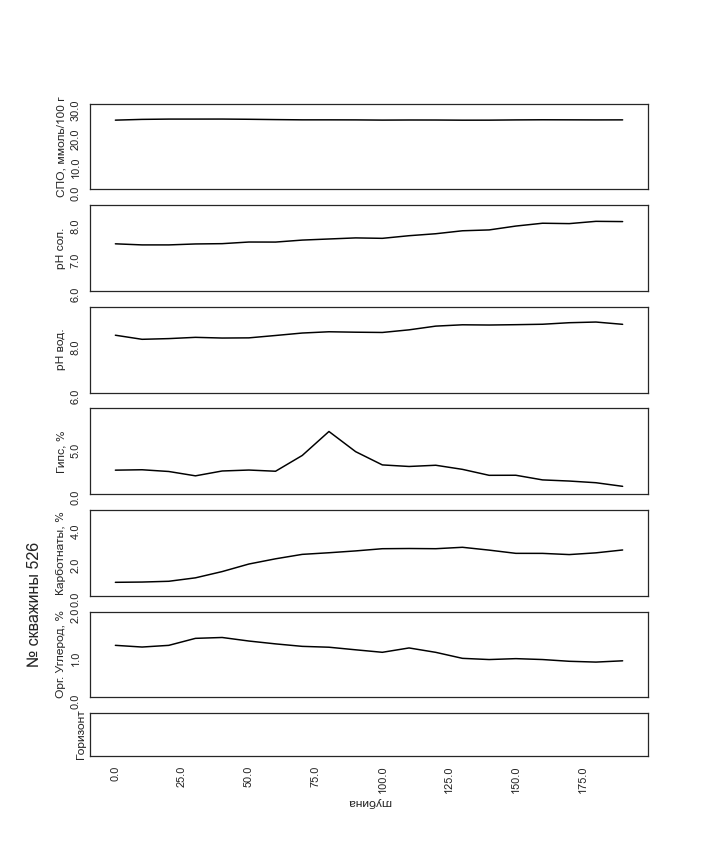 № скважины 526
СПО, ммоль/100 г
0.0 10.0 20.0 30.0
pH сол.
6.0 7.0 8.0
pH вод.
6.0 8.0
Гипс, %
0.0 5.0
Карботнаты, %
0.0 2.0 4.0
Орг. Углерод, %
0.0 1.0 2.0
Горизонт
0.0 25.0 50.0 75.0 100.0 125.0 150.0 175.0
глубина